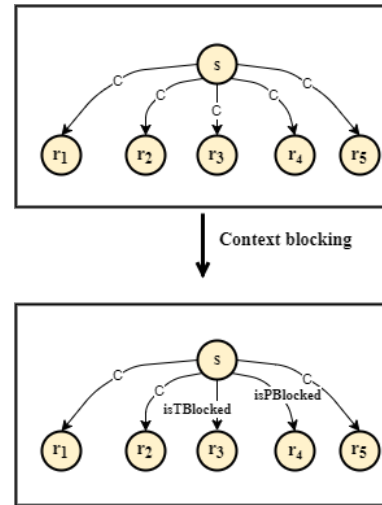 s
C C C C C
r1 r2 r3 r4 r5
Context blocking
s
C C isTBlocked isPBlocked C
r1 r2 r3 r4 r5